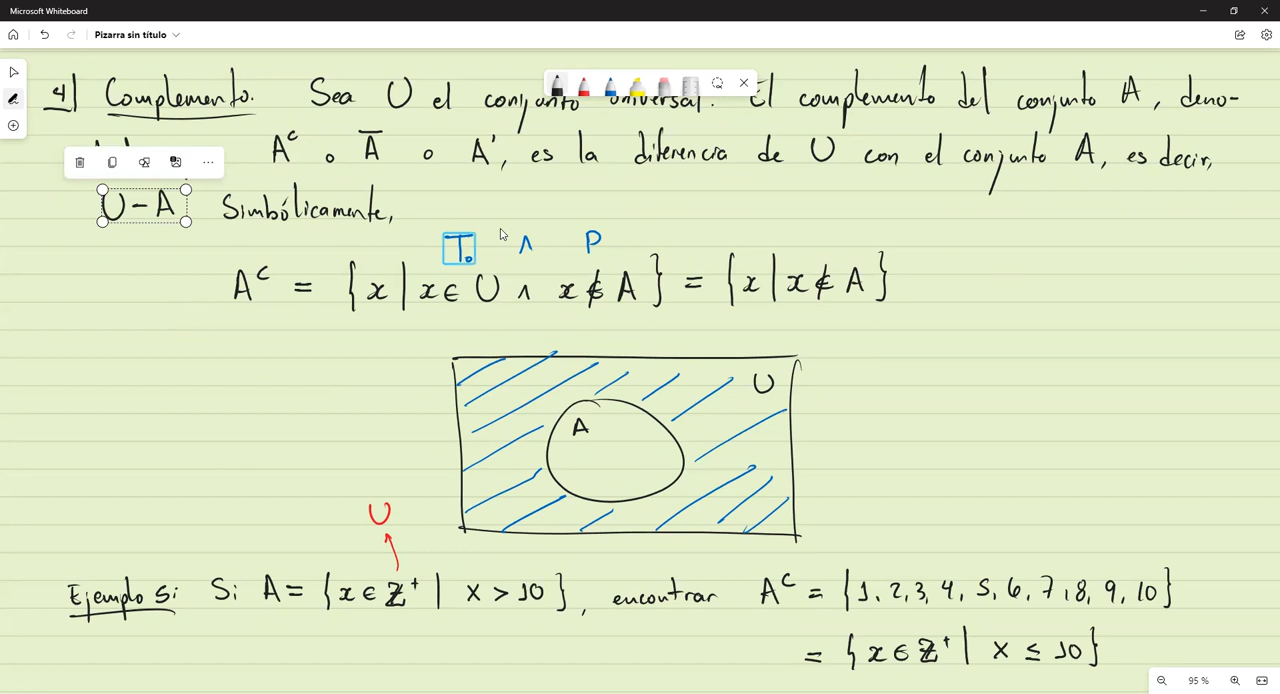 Microsoft Whiteboard
Pizarra sin título
4) Complemento. Sea U el conjunto universal. El complemento del conjunto A, deno-
A^c o Ā o A', es la diferencia de U con el conjunto A, es decir,
U-A Simbólicamente,
T₀ ∧ P
A^c = {x | x ∈ U ∧ x ∉ A} = {x | x ∉ A}
U
A
U
Ejemplo 5: Si A = {x ∈ ℤ⁺ | x > 10}, encontrar A^c = {1, 2, 3, 4, 5, 6, 7, 8, 9, 10}
= {x ∈ ℤ⁺ | x ≤ 10}
95 %